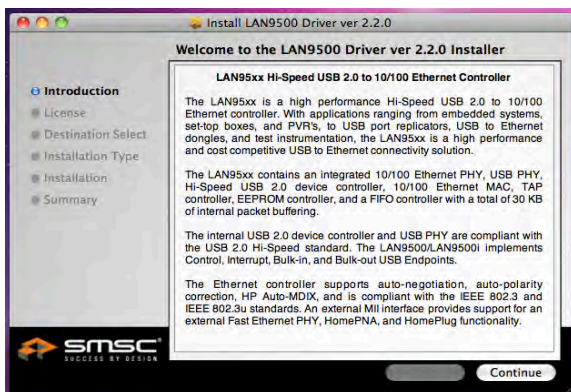 Install LAN9500 Driver ver 2.2.0
Welcome to the LAN9500 Driver ver 2.2.0 Installer
Introduction
License
Destination Select
Installation Type
Installation
Summary
LAN95xx Hi-Speed USB 2.0 to 10/100 Ethernet Controller
The LAN95xx is a high performance Hi-Speed USB 2.0 to 10/100
Ethernet controller. With applications ranging from embedded systems,
set-top boxes, and PVR's, to USB port replicators, USB to Ethernet
dongles, and test instrumentation, the LAN95xx is a high performance
and cost competitive USB to Ethernet connectivity solution.
The LAN95xx contains an integrated 10/100 Ethernet PHY, USB PHY,
Hi-Speed USB 2.0 device controller, 10/100 Ethernet MAC, TAP
controller, EEPROM controller, and a FIFO controller with a total of 30 KB
of internal packet buffering.
The internal USB 2.0 device controller and USB PHY are compliant with
the USB 2.0 Hi-Speed standard. The LAN9500/LAN9500i implements
Control, Interrupt, Bulk-in, and Bulk-out USB Endpoints.
The Ethernet controller supports auto-negotiation, auto-polarity
correction, HP Auto-MDIX, and is compliant with the IEEE 802.3 and
IEEE 802.3u standards. An external MII interface provides support for an
external Fast Ethernet PHY, HomePNA, and HomePlug functionality.
smsc
SUCCESS BY DESIGN
Continue